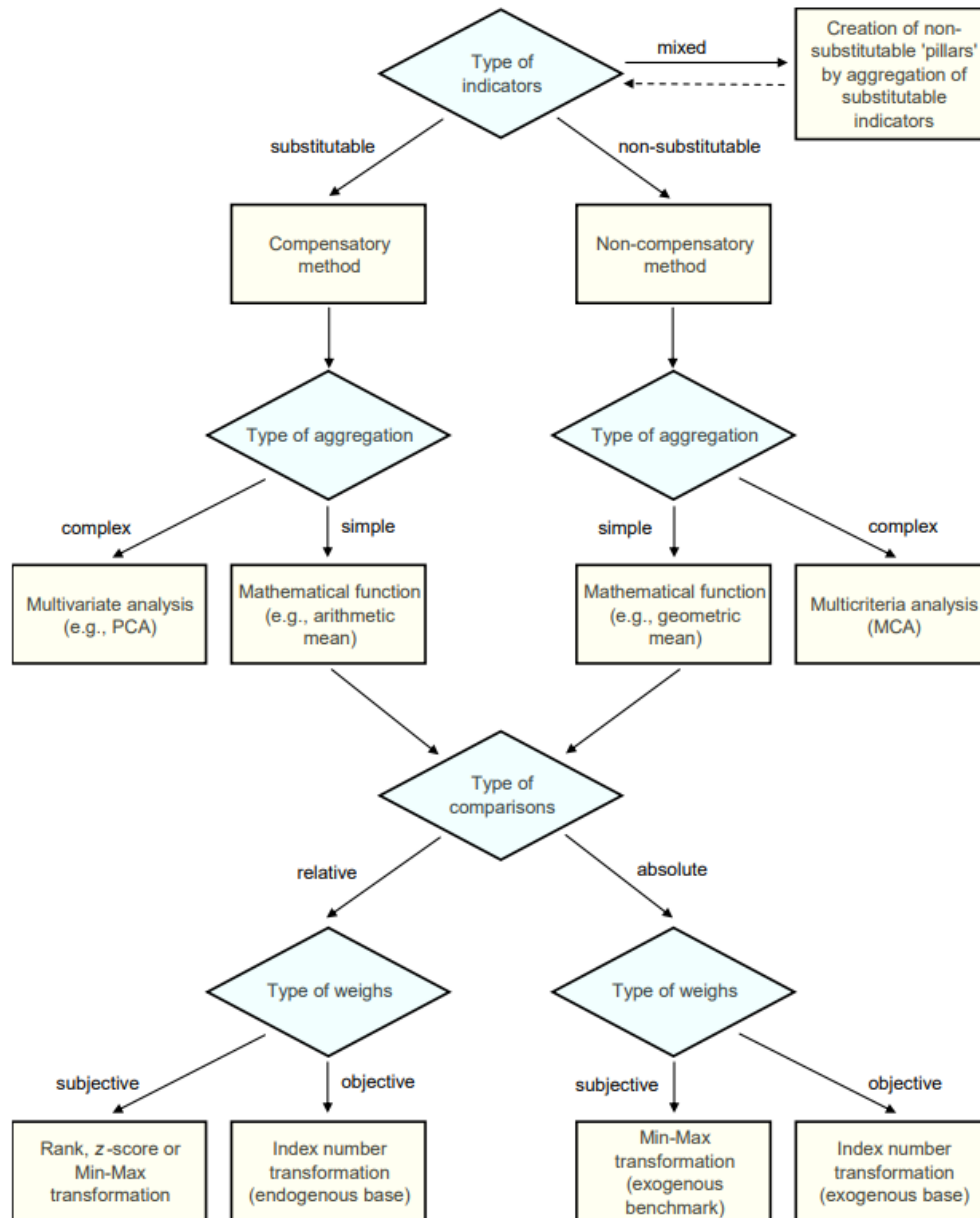 Type of
indicators
mixed
Creation of non-
substitutable 'pillars'
by aggregation of
substitutable
indicators
substitutable
non-substitutable
Compensatory
method
Non-compensatory
method
Type of aggregation
Type of aggregation
complex
simple
simple
complex
Multivariate analysis
(e.g., PCA)
Mathematical function
(e.g., arithmetic
mean)
Mathematical function
(e.g., geometric
mean)
Multicriteria analysis
(MCA)
Type of
comparisons
relative
absolute
Type of weighs
Type of weighs
subjective
objective
subjective
objective
Rank, z-score or
Min-Max
transformation
Index number
transformation
(endogenous base)
Min-Max
transformation
(exogenous
benchmark)
Index number
transformation
(exogenous base)